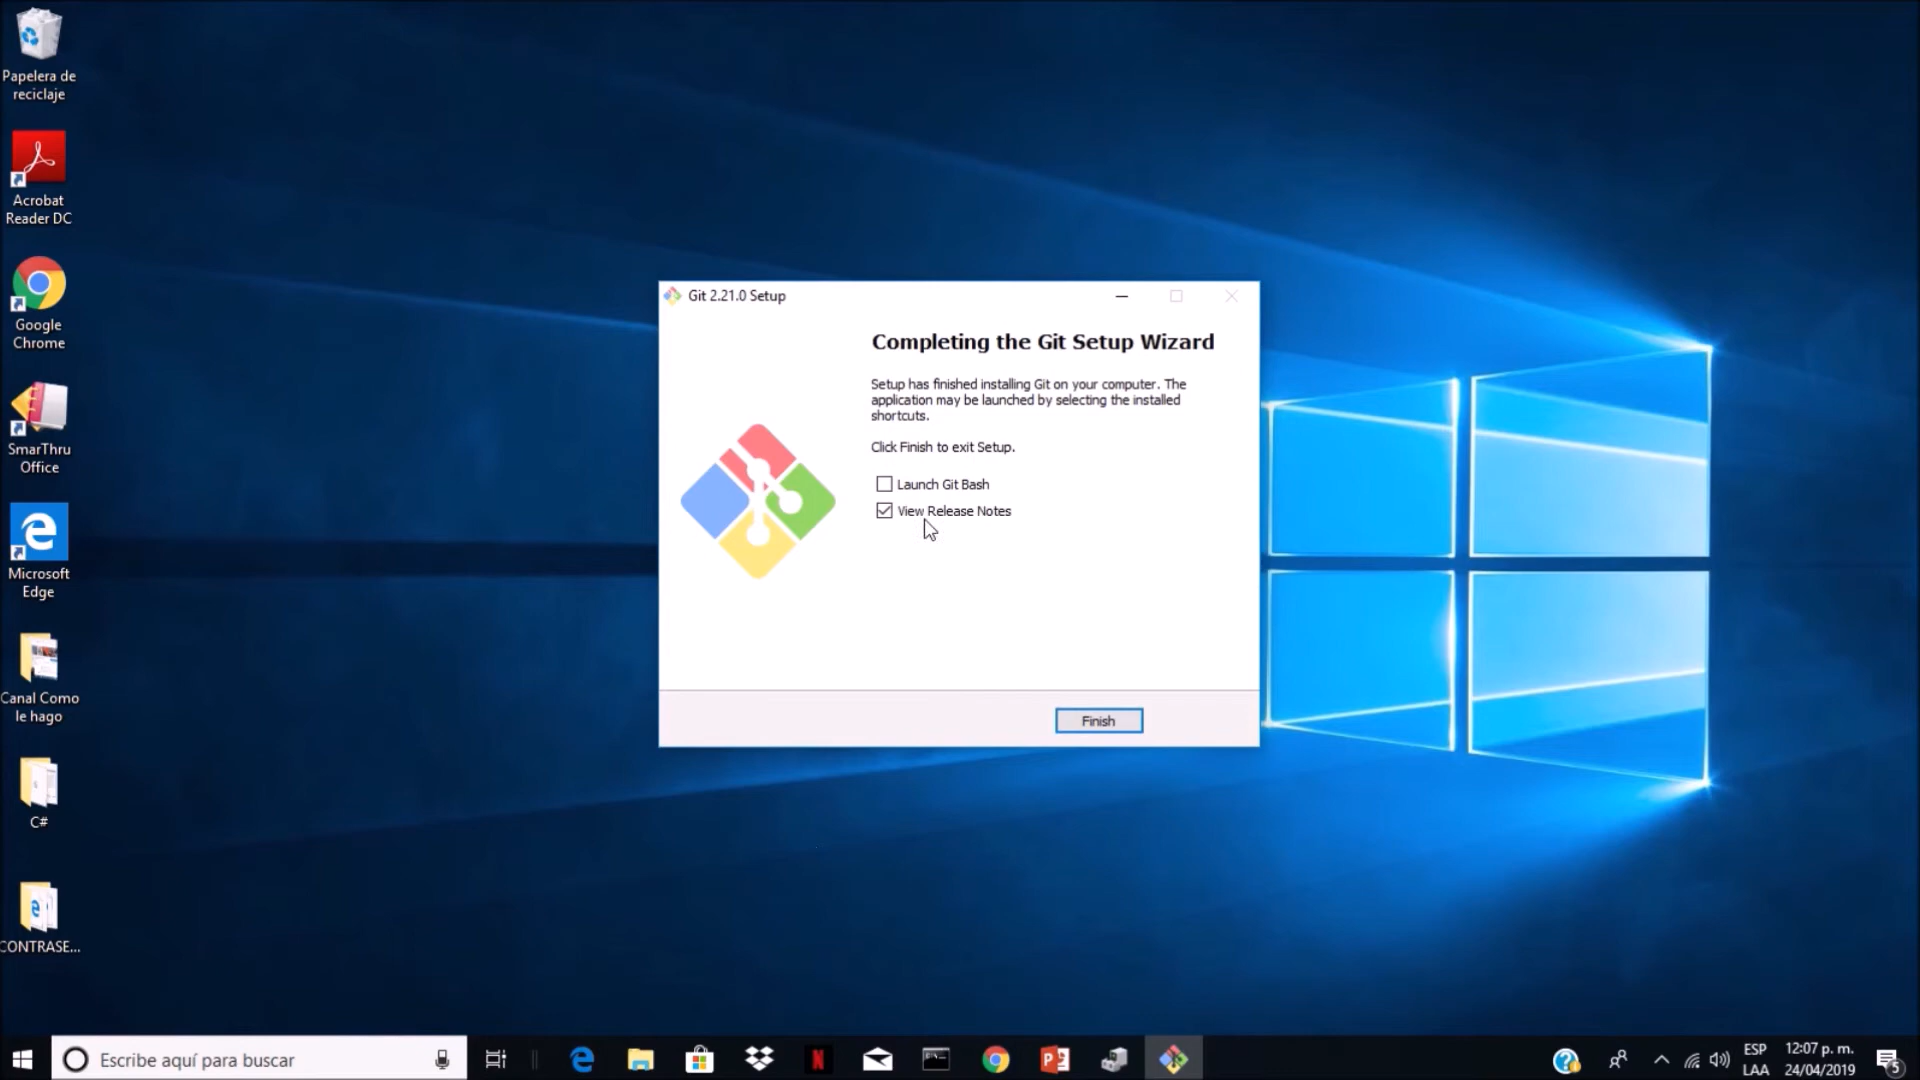 Papelera de
reciclaje
Acrobat
Reader DC
Google
Chrome
SmarThru
Office
Microsoft
Edge
Canal Como
le hago
C#
CONTRASE...
Git 2.21.0 Setup
Completing the Git Setup Wizard
Setup has finished installing Git on your computer. The
application may be launched by selecting the installed
shortcuts.
Click Finish to exit Setup.
Launch Git Bash
View Release Notes
Finish
Escribe aquí para buscar
ESP
LAA
12:07 p. m.
24/04/2019
5